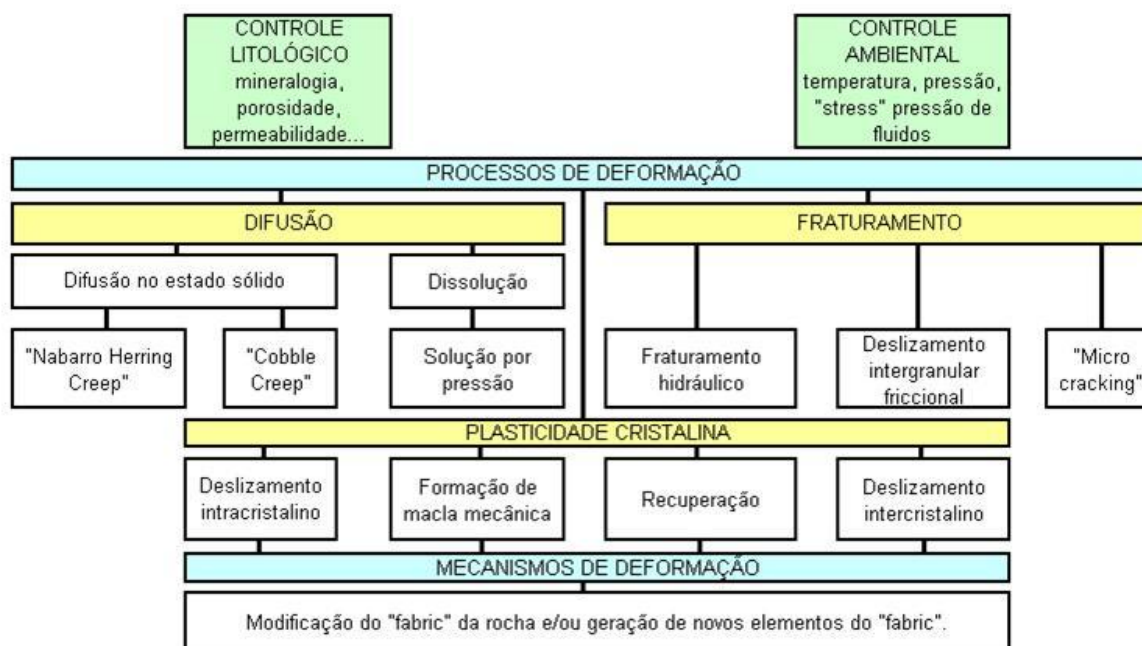 CONTROLE
LITOLÓGICO
mineralogia,
porosidade,
permeabilidade...
CONTROLE
AMBIENTAL
temperatura, pressão,
"stress" pressão de
fluidos
PROCESSOS DE DEFORMAÇÃO
DIFUSÃO
FRATURAMENTO
Difusão no estado sólido
Dissolução
"Nabarro Herring
Creep"
"Cobble
Creep"
Solução por
pressão
Fraturamento
hidráulico
Deslizamento
intergranular
friccional
"Micro
cracking"
PLASTICIDADE CRISTALINA
Deslizamento
intracristalino
Formação de
macla mecânica
Recuperação
Deslizamento
intercristalino
MECANISMOS DE DEFORMAÇÃO
Modificação do "fabric" da rocha e/ou geração de novos elementos do "fabric".